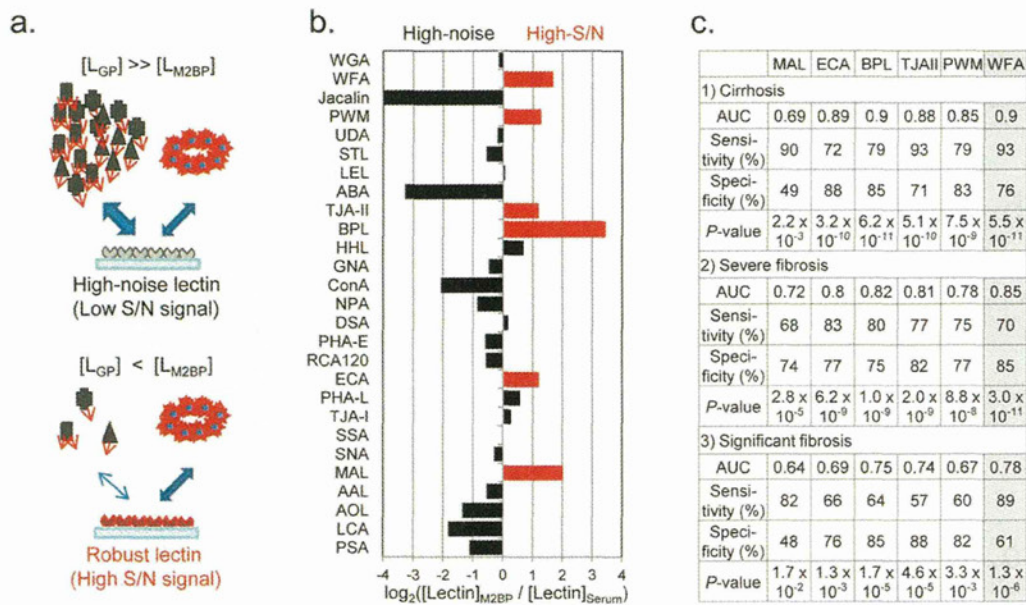 a.
[LGP] >> [LM2BP]
High-noise lectin
(Low S/N signal)
[LGP] < [LM2BP]
Robust lectin
(High S/N signal)
b.
High-noise High-S/N
WGA
WFA
Jacalin
PWM
UDA
STL
LEL
ABA
TJA-II
BPL
HHL
GNA
ConA
NPA
DSA
PHA-E
RCA120
ECA
PHA-L
TJA-I
SSA
SNA
MAL
AAL
AOL
LCA
PSA
-4 -3 -2 -1 0 1 2 3 4
log2([Lectin]M2BP / [Lectin]Serum)
c.
MAL ECA BPL TJAII PWM WFA
1) Cirrhosis
AUC 0.69 0.89 0.9 0.88 0.85 0.9
Sensi-
tivity (%) 90 72 79 93 79 93
Speci-
ficity (%) 49 88 85 71 83 76
P-value 2.2 x 10-3 3.2 x 10-10 6.2 x 10-11 5.1 x 10-10 7.5 x 10-9 5.5 x 10-11
2) Severe fibrosis
AUC 0.72 0.8 0.82 0.81 0.78 0.85
Sensi-
tivity (%) 68 83 80 77 75 70
Speci-
ficity (%) 74 77 75 82 77 85
P-value 2.8 x 10-5 6.2 x 10-9 1.0 x 10-9 2.0 x 10-9 8.8 x 10-8 3.0 x 10-11
3) Significant fibrosis
AUC 0.64 0.69 0.75 0.74 0.67 0.78
Sensi-
tivity (%) 82 66 64 57 60 89
Speci-
ficity (%) 48 76 85 88 82 61
P-value 1.7 x 10-2 1.3 x 10-3 1.7 x 10-5 4.6 x 10-5 3.3 x 10-3 1.3 x 10-6